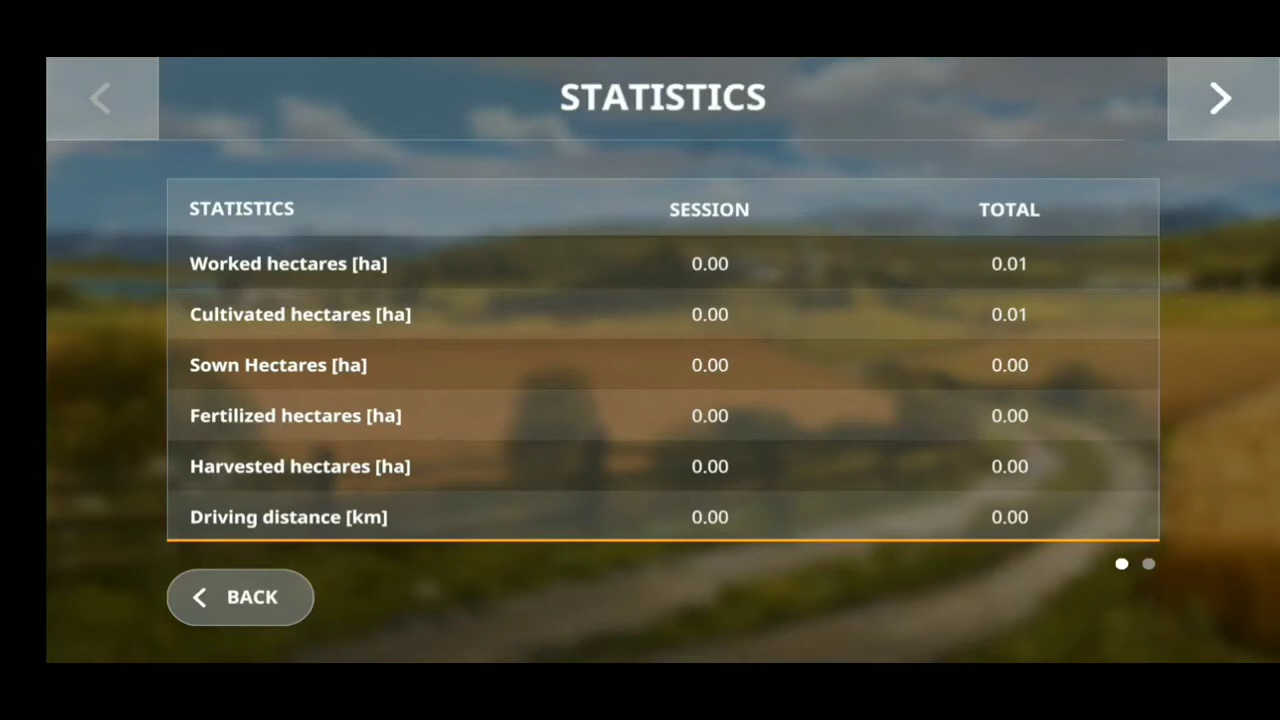 STATISTICS
STATISTICS SESSION TOTAL
Worked hectares [ha] 0.00 0.01
Cultivated hectares [ha] 0.00 0.01
Sown Hectares [ha] 0.00 0.00
Fertilized hectares [ha] 0.00 0.00
Harvested hectares [ha] 0.00 0.00
Driving distance [km] 0.00 0.00
BACK